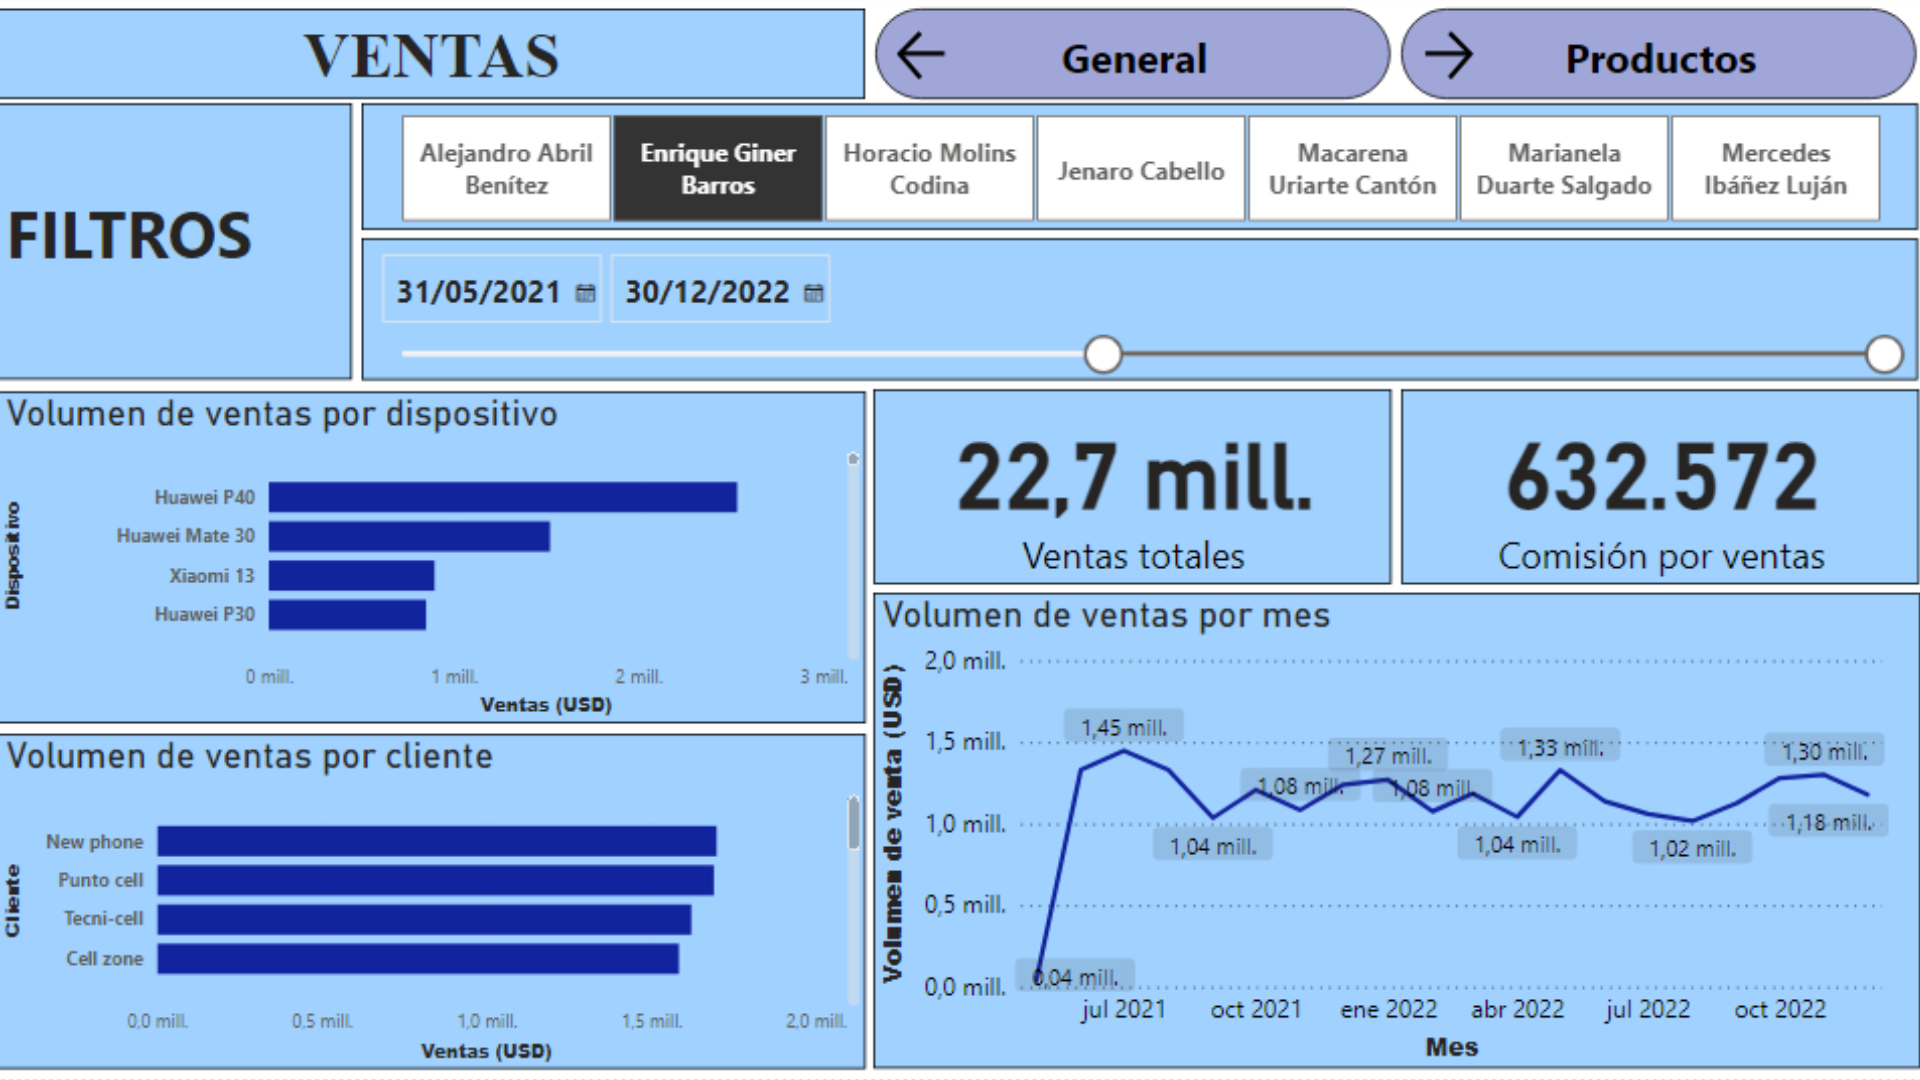 VENTAS
General
Productos
FILTROS
Alejandro Abril
Benítez
Enrique Giner
Barros
Horacio Molins
Codina
Jenaro Cabello
Macarena
Uriarte Cantón
Marianela
Duarte Salgado
Mercedes
Ibáñez Luján
31/05/2021
30/12/2022
Volumen de ventas por dispositivo
Dispositivo
Huawei P40
Huawei Mate 30
Xiaomi 13
Huawei P30
0 mill.
1 mill.
2 mill.
3 mill.
Ventas (USD)
22,7 mill.
Ventas totales
632.572
Comisión por ventas
Volumen de ventas por cliente
Cliente
New phone
Punto cell
Tecni-cell
Cell zone
0,0 mill.
0,5 mill.
1,0 mill.
1,5 mill.
2,0 mill.
Ventas (USD)
Volumen de ventas por mes
Volumen de venta (USD)
2,0 mill.
1,5 mill.
1,0 mill.
0,5 mill.
0,0 mill.
0,04 mill.
1,45 mill.
1,04 mill.
1,08 mill.
1,27 mill.
1,08 mill.
1,04 mill.
1,33 mill.
1,02 mill.
1,30 mill.
1,18 mill.
jul 2021
oct 2021
ene 2022
abr 2022
jul 2022
oct 2022
Mes